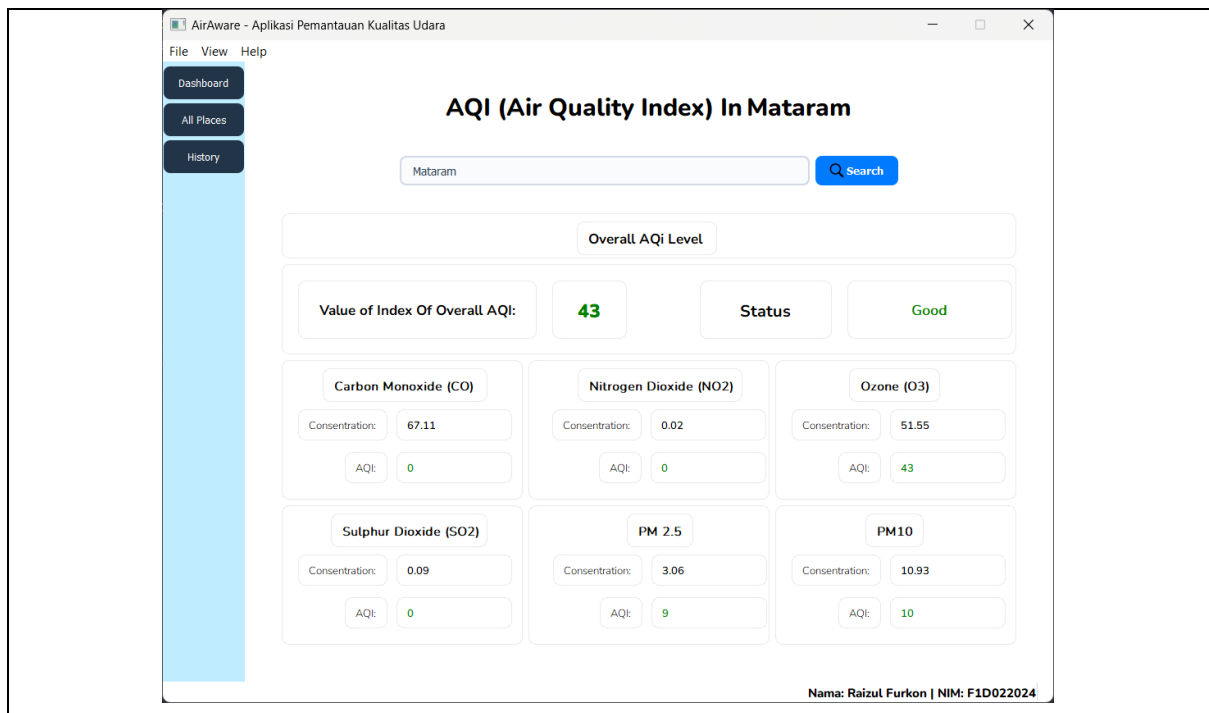 AirAware - Aplikasi Pemantauan Kualitas Udara
File View Help
Dashboard
All Places
History
AQI (Air Quality Index) In Mataram
Mataram
Search
Overall AQi Level
Value of Index Of Overall AQI: 43 Status Good
Carbon Monoxide (CO) Nitrogen Dioxide (NO2) Ozone (O3)
Consentration: 67.11 Consentration: 0.02 Consentration: 51.55
AQI: 0 AQI: 0 AQI: 43
Sulphur Dioxide (SO2) PM 2.5 PM10
Consentration: 0.09 Consentration: 3.06 Consentration: 10.93
AQI: 0 AQI: 9 AQI: 10
Nama: Raizul Furkon | NIM: F1D022024